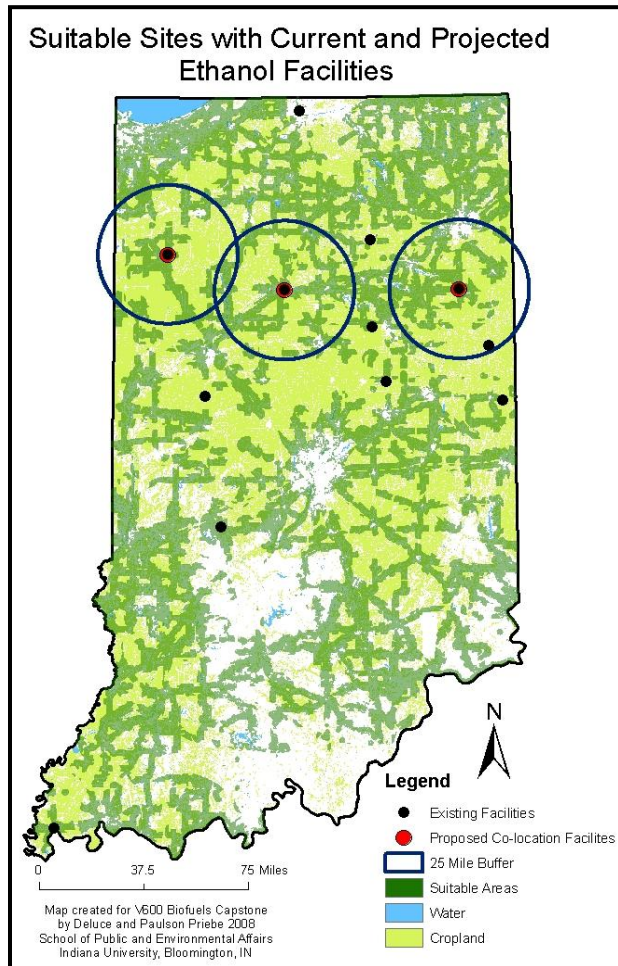 Suitable Sites with Current and Projected
Ethanol Facilities
N
Legend
Existing Facilities
Proposed Co-location Facilites
25 Mile Buffer
Suitable Areas
Water
Cropland
0 37.5 75 Miles
Map created for V600 Biofuels Capstone
by Deluce and Paulson Priebe 2008
School of Public and Environmental Affairs
Indiana University, Bloomington, IN